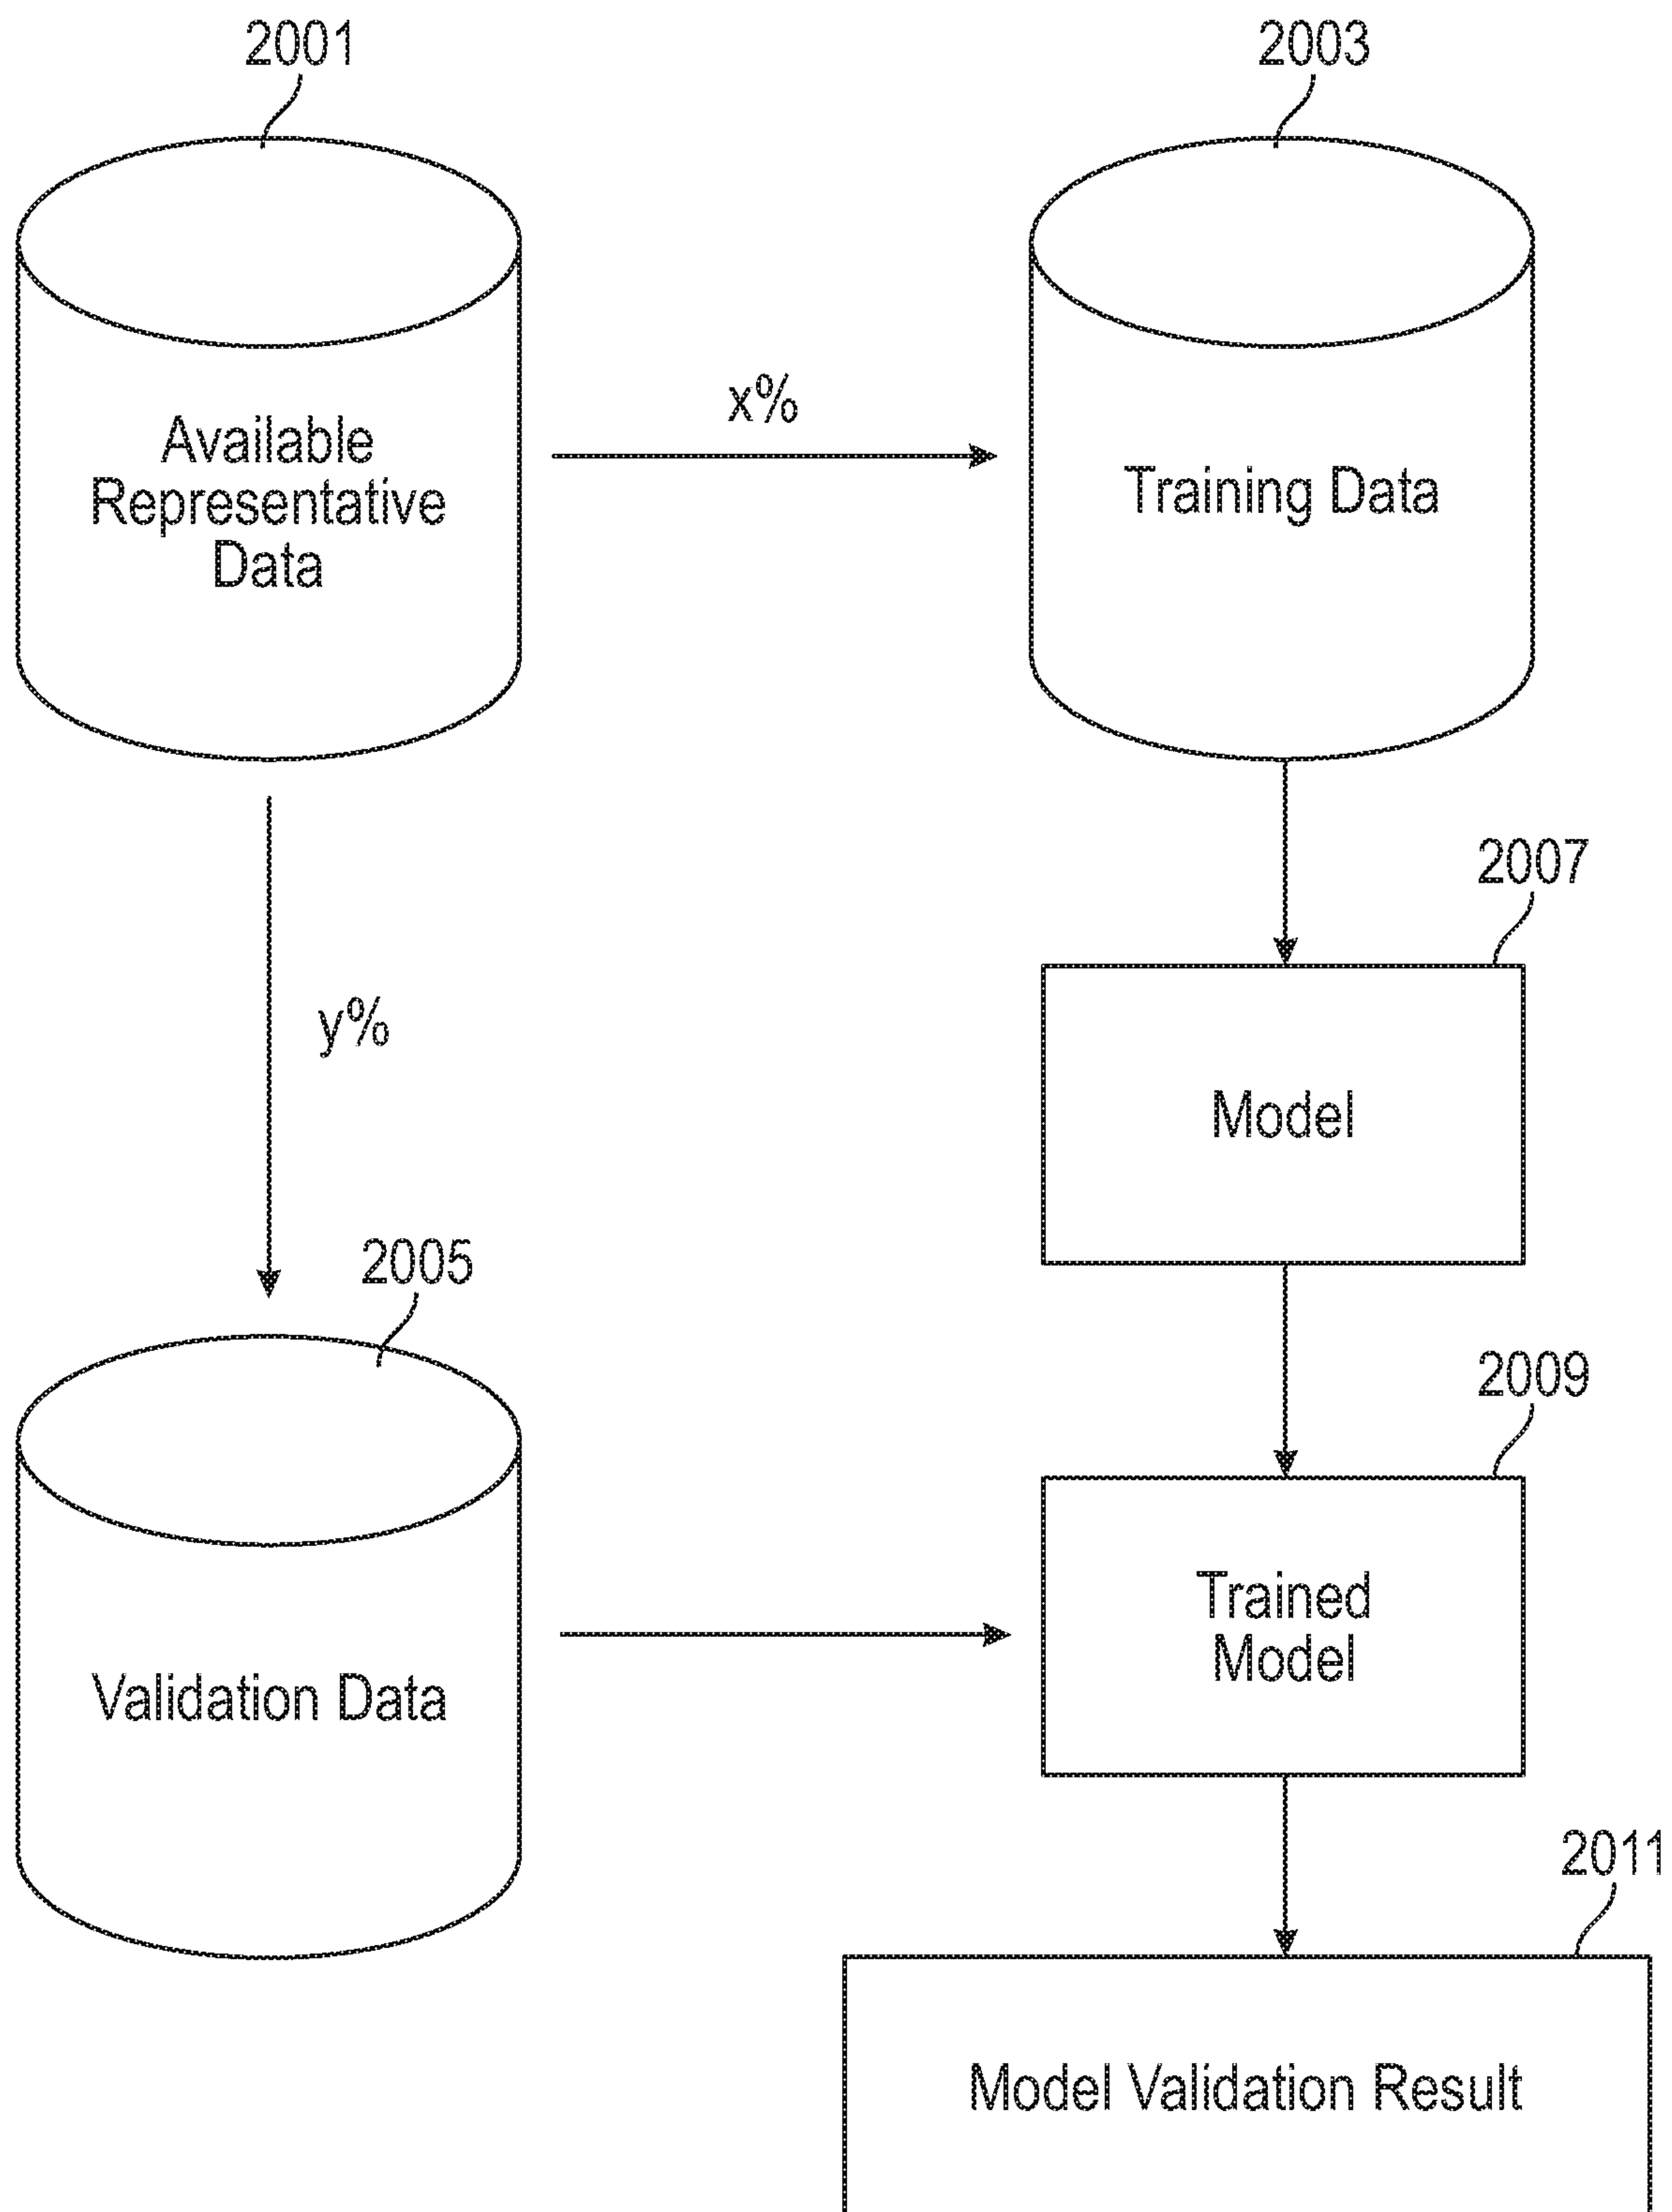 2001
2003
Available
Representative
Data
x%
Training Data
2007
y%
Model
2005
2009
Trained
Model
Validation Data
2011
Model Validation Result